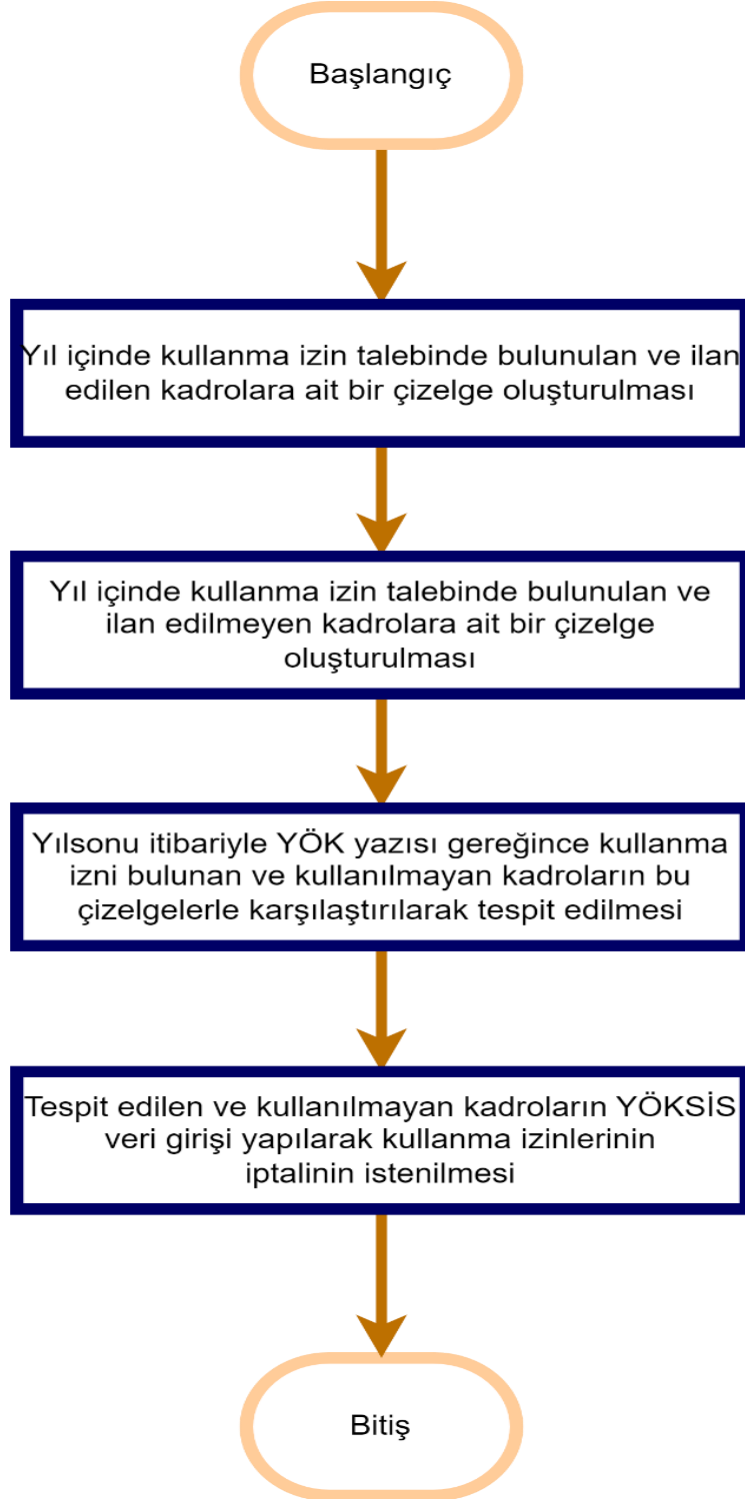 Başlangıç
Yıl içinde kullanma izin talebinde bulunulan ve ilan
edilen kadrolara ait bir çizelge oluşturulması
Yıl içinde kullanma izin talebinde bulunulan ve
ilan edilmeyen kadrolara ait bir çizelge
oluşturulması
Yılsonu itibariyle YÖK yazısı gereğince kullanma
izni bulunan ve kullanılmayan kadroların bu
çizelgelerle karşılaştırılarak tespit edilmesi
Tespit edilen ve kullanılmayan kadroların YÖKSİS
veri girişi yapılarak kullanma izinlerinin
iptalinin istenilmesi
Bitiş